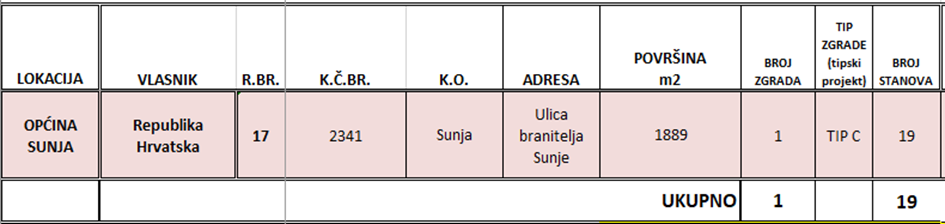 LOKACIJA VLASNIK R.BR. K.Č.BR. K.O. ADRESA POVRŠINA m2 BROJ ZGRADA TIP ZGRADE (tipski projekt) BROJ STANOVA
OPĆINA SUNJA Republika Hrvatska 17 2341 Sunja Ulica branitelja Sunje 1889 1 TIP C 19
UKUPNO 1 19